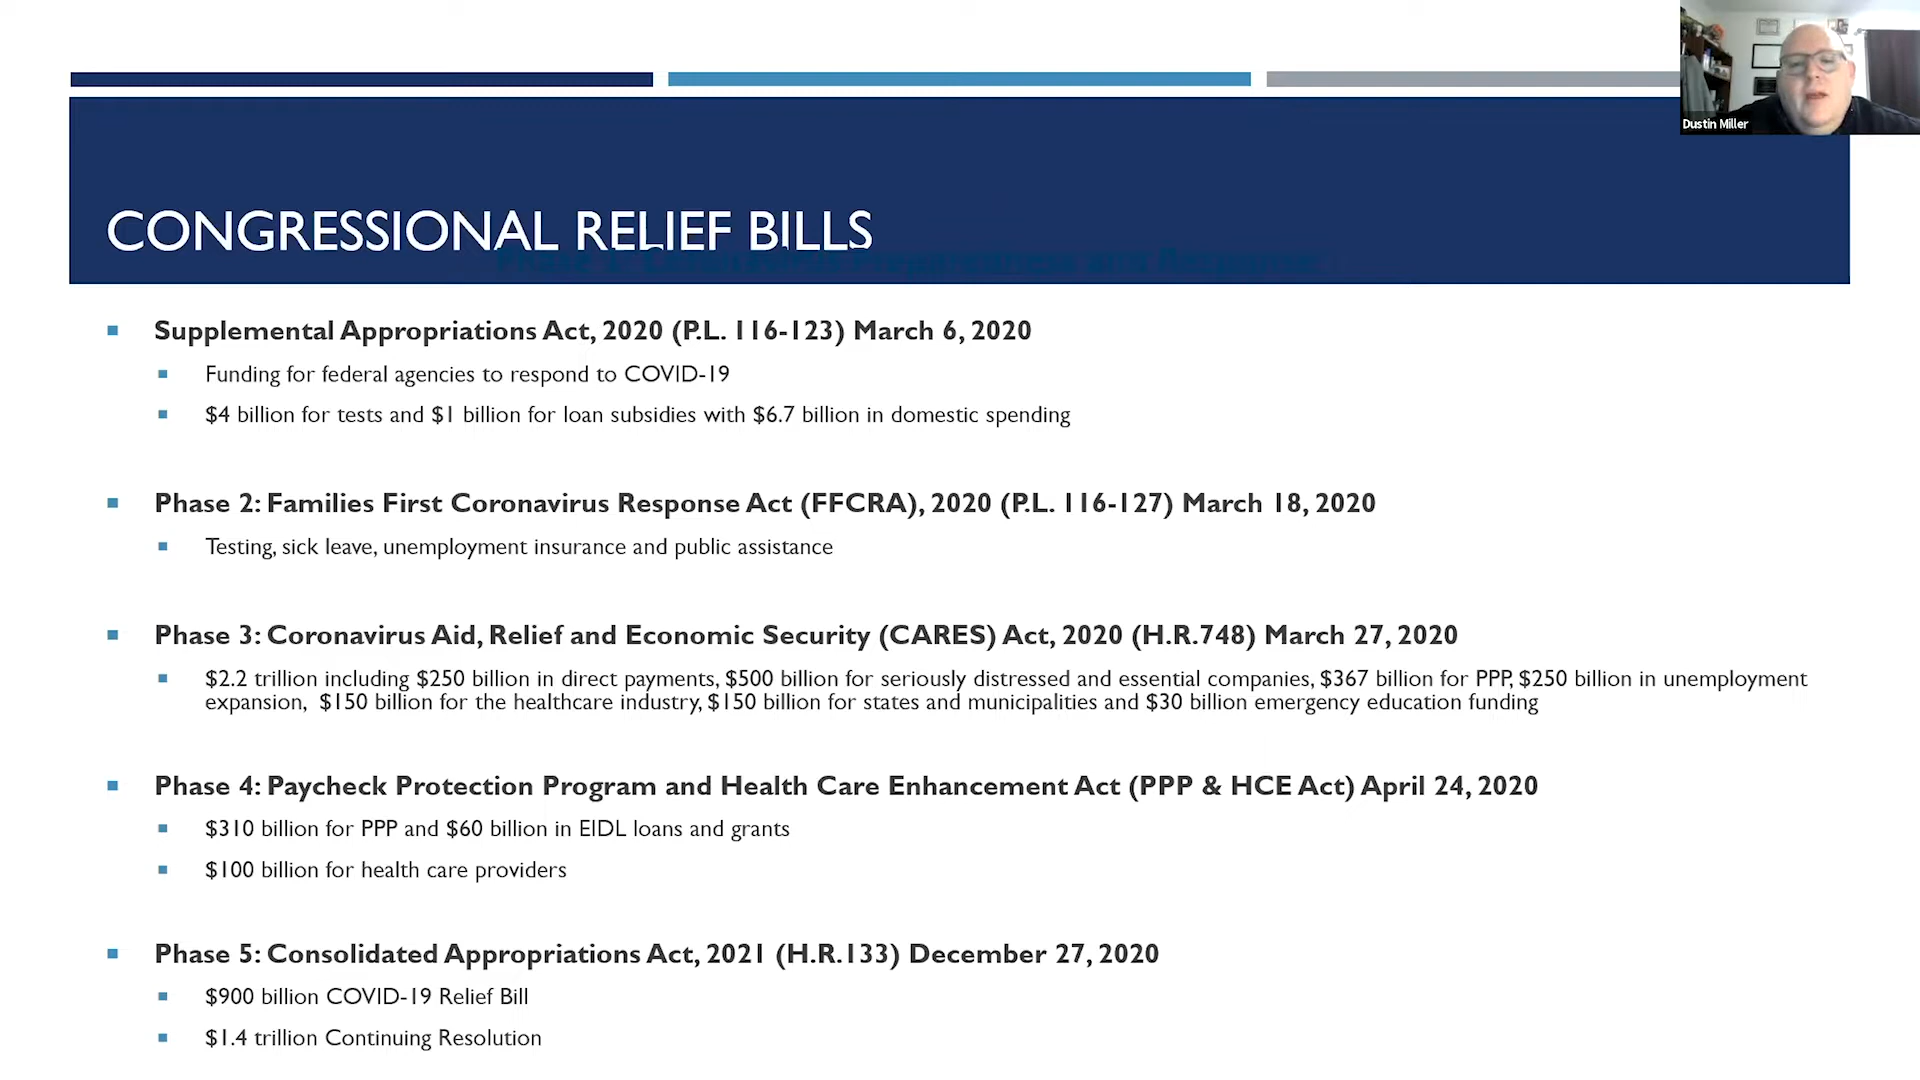 Dustin Miller
CONGRESSIONAL RELIEF BILLS
Phase 1: Coronavirus Preparedness and Response
Supplemental Appropriations Act, 2020 (P.L. 116-123) March 6, 2020
Funding for federal agencies to respond to COVID-19
$4 billion for tests and $1 billion for loan subsidies with $6.7 billion in domestic spending
Phase 2: Families First Coronavirus Response Act (FFCRA), 2020 (P.L. 116-127) March 18, 2020
Testing, sick leave, unemployment insurance and public assistance
Phase 3: Coronavirus Aid, Relief and Economic Security (CARES) Act, 2020 (H.R.748) March 27, 2020
$2.2 trillion including $250 billion in direct payments, $500 billion for seriously distressed and essential companies, $367 billion for PPP, $250 billion in unemployment
expansion, $150 billion for the healthcare industry, $150 billion for states and municipalities and $30 billion emergency education funding
Phase 4: Paycheck Protection Program and Health Care Enhancement Act (PPP & HCE Act) April 24, 2020
$310 billion for PPP and $60 billion in EIDL loans and grants
$100 billion for health care providers
Phase 5: Consolidated Appropriations Act, 2021 (H.R.133) December 27, 2020
$900 billion COVID-19 Relief Bill
$1.4 trillion Continuing Resolution